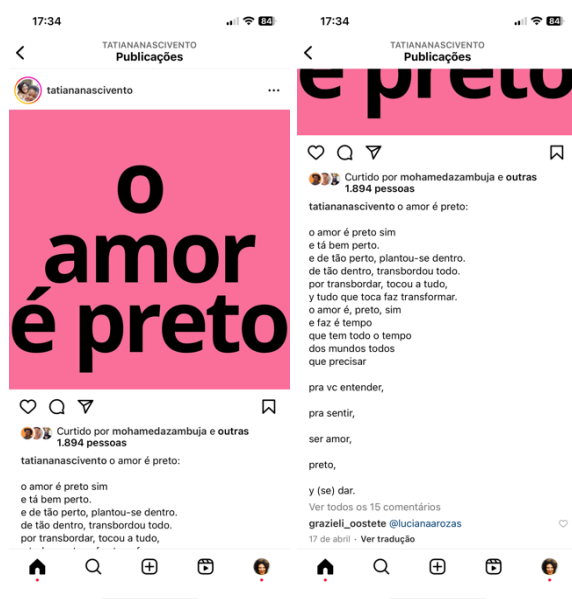 17:34
84
TATIANANASCIVENTO
Publicações
tatiananascivento
o
amor
é preto
Curtido por mohamedazambuja e outras
1.894 pessoas
tatiananascivento o amor é preto:
o amor é preto sim
e tá bem perto.
e de tão perto, plantou-se dentro.
de tão dentro, transbordou todo.
por transbordar, tocou a tudo,
17:34
84
TATIANANASCIVENTO
Publicações
é preto
Curtido por mohamedazambuja e outras
1.894 pessoas
tatiananascivento o amor é preto:
o amor é preto sim
e tá bem perto.
e de tão perto, plantou-se dentro.
de tão dentro, transbordou todo.
por transbordar, tocou a tudo,
y tudo que toca faz transformar.
o amor é, preto, sim
e faz é tempo
que tem todo o tempo
dos mundos todos
que precisar
pra vc entender,
pra sentir,
ser amor,
preto,
y (se) dar.
Ver todos os 15 comentários
grazieli_oostete @lucianaarozas
17 de abril · Ver tradução